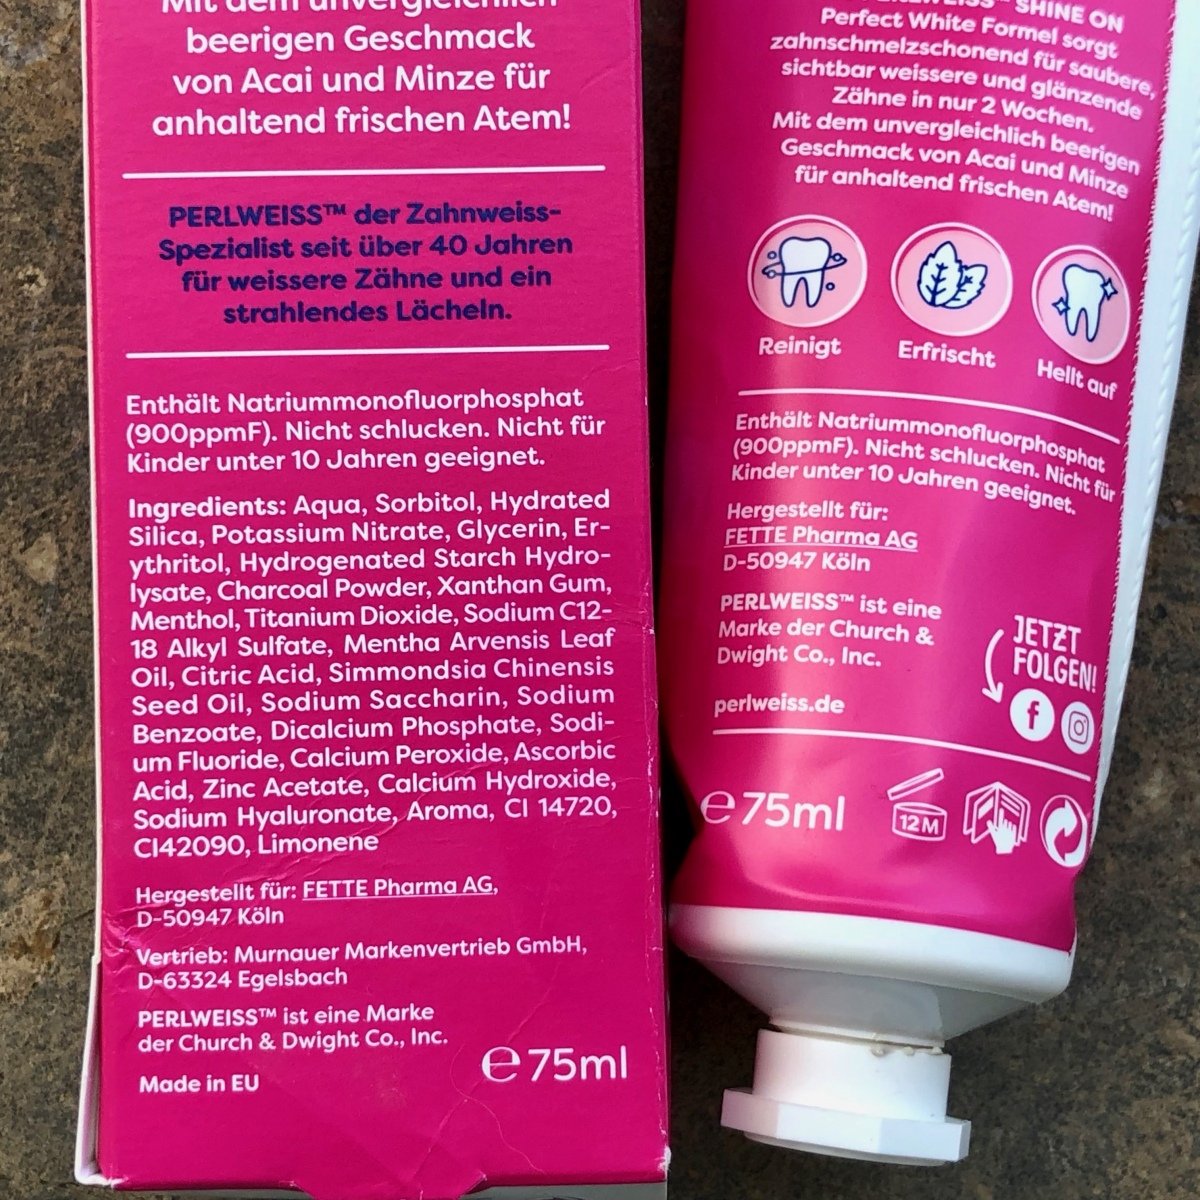 Mit dem unvergleichlich
beerigen Geschmack
von Acai und Minze für
anhaltend frischen Atem!
PERLWEISS™ der Zahnweiss-
Spezialist seit über 40 Jahren
für weissere Zähne und ein
strahlendes Lächeln.
Enthält Natriummonofluorphosphat
(900ppmF). Nicht schlucken. Nicht für
Kinder unter 10 Jahren geeignet.
Ingredients: Aqua, Sorbitol, Hydrated
Silica, Potassium Nitrate, Glycerin, Er-
ythritol, Hydrogenated Starch Hydro-
lysate, Charcoal Powder, Xanthan Gum,
Menthol, Titanium Dioxide, Sodium C12-
18 Alkyl Sulfate, Mentha Arvensis Leaf
Oil, Citric Acid, Simmondsia Chinensis
Seed Oil, Sodium Saccharin, Sodium
Benzoate, Dicalcium Phosphate, Sodi-
um Fluoride, Calcium Peroxide, Ascorbic
Acid, Zinc Acetate, Calcium Hydroxide,
Sodium Hyaluronate, Aroma, CI 14720,
CI42090, Limonene
Hergestellt für: FETTE Pharma AG,
D-50947 Köln
Vertrieb: Murnauer Markenvertrieb GmbH,
D-63324 Egelsbach
PERLWEISS™ ist eine Marke
der Church & Dwight Co., Inc.
Made in EU
℮75ml
SHINE ON
Perfect White Formel sorgt
zahnschmelzschonend für saubere,
sichtbar weissere und glänzende
Zähne in nur 2 Wochen.
Mit dem unvergleichlich beerigen
Geschmack von Acai und Minze
für anhaltend frischen Atem!
Reinigt
Erfrischt
Hellt auf
Enthält Natriummonofluorphosphat
(900ppmF). Nicht schlucken. Nicht für
Kinder unter 10 Jahren geeignet.
Hergestellt für:
FETTE Pharma AG
D-50947 Köln
PERLWEISS™ ist eine
Marke der Church &
Dwight Co., Inc.
perlweiss.de
JETZT
FOLGEN!
℮75ml
12M